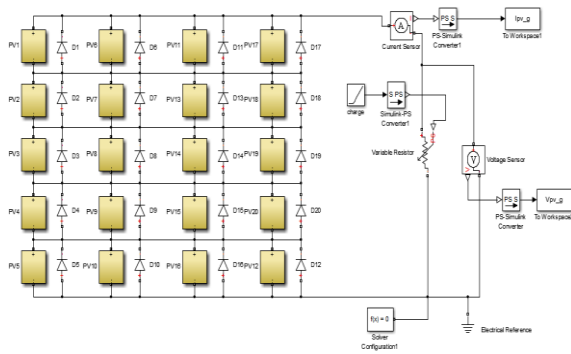 PV1 D1 PV6 D6 PV11 D11 PV17 D17
PV2 D2 PV7 D7 PV13 D13 PV18 D18
PV3 D3 PV8 D8 PV14 D14 PV19 D19
PV4 D4 PV9 D9 PV15 D15 PV20 D20
PV5 D5 PV10 D10 PV16 D16 PV12 D12
A
I
Current Sensor
PS S
PS-Simulink
Converter1
Ipv_g
To Workspace1
charge
S PS
Simulink-PS
Converter1
Variable Resistor
V
V
Voltage Sensor
PS S
PS-Simulink
Converter
Vpv_g
To Workspace2
f(x) = 0
Solver
Configuration1
Electrical Reference